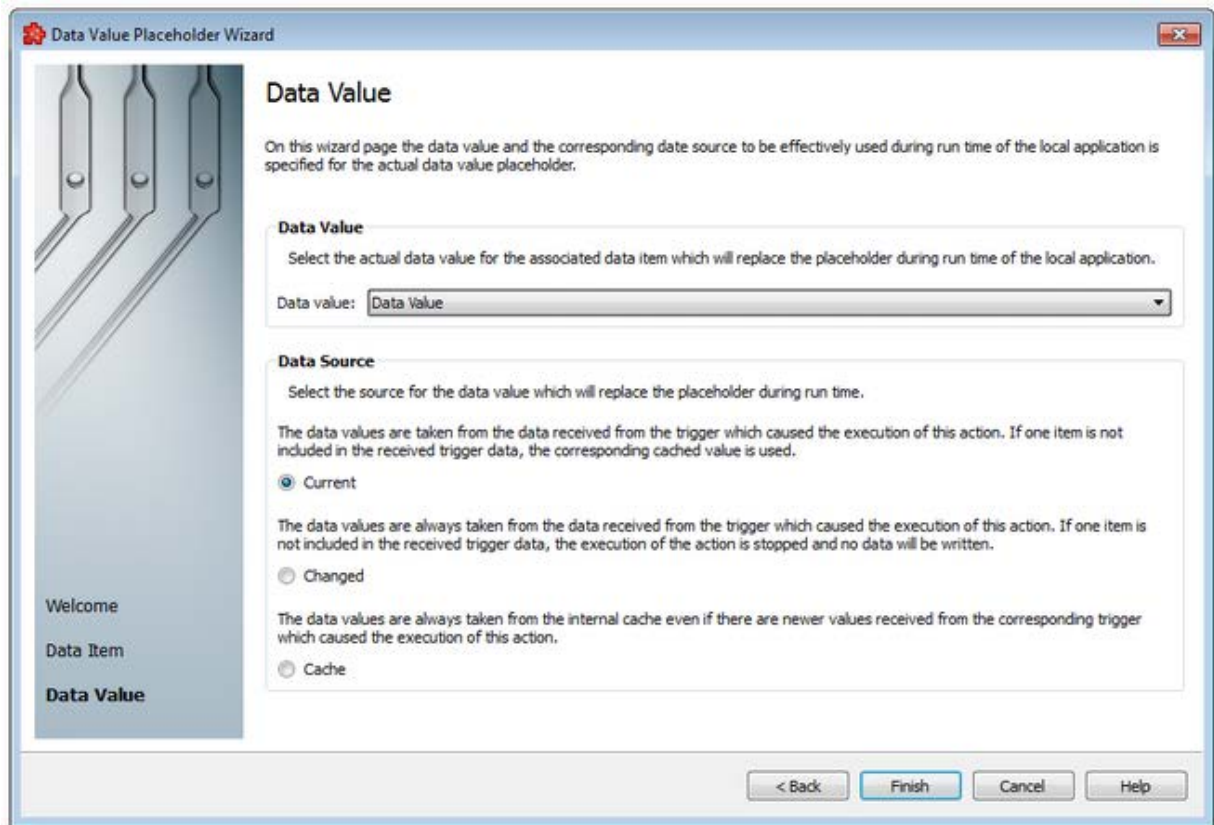 Data Value Placeholder Wizard
Data Value
On this wizard page the data value and the corresponding date source to be effectively used during run time of the local application is
specified for the actual data value placeholder.
Data Value
Select the actual data value for the associated data item which will replace the placeholder during run time of the local application.
Data value: Data Value
Data Source
Select the source for the data value which will replace the placeholder during run time.
The data values are taken from the data received from the trigger which caused the execution of this action. If one item is not
included in the received trigger data, the corresponding cached value is used.
Current
The data values are always taken from the data received from the trigger which caused the execution of this action. If one item is
not included in the received trigger data, the execution of the action is stopped and no data will be written.
Changed
The data values are always taken from the internal cache even if there are newer values received from the corresponding trigger
which caused the execution of this action.
Cache
Welcome
Data Item
Data Value
< Back Finish Cancel Help